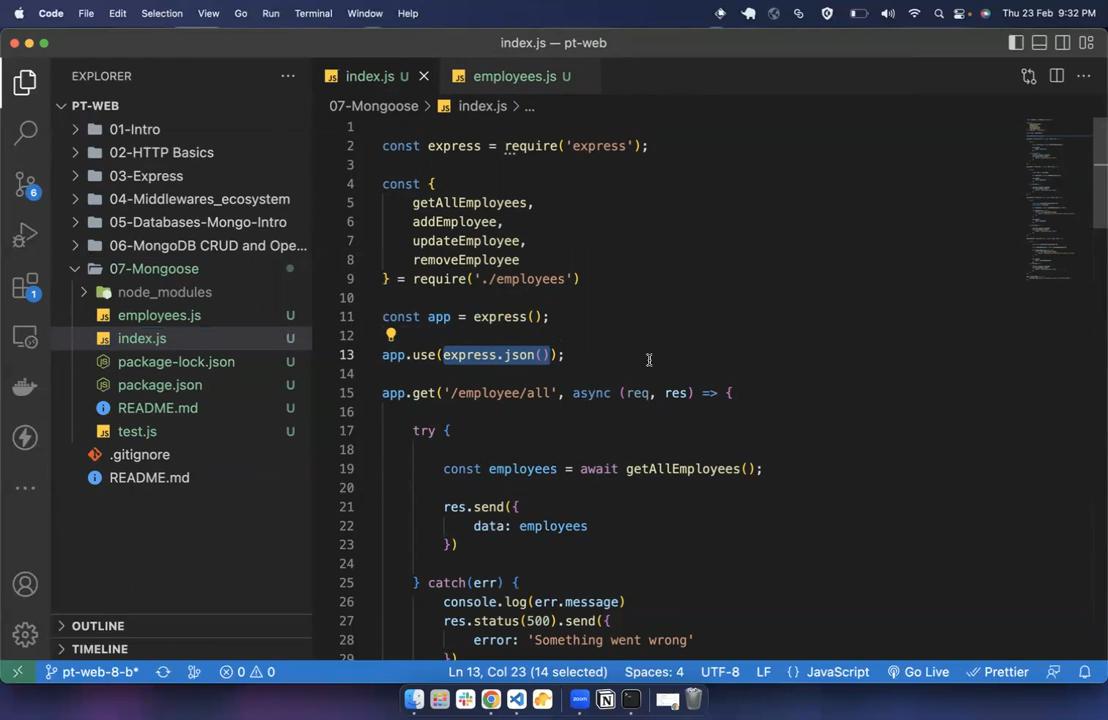 Code File Edit Selection View Go Run Terminal Window Help Thu 23 Feb 9:32 PM
index.js — pt-web
EXPLORER
index.js U
employees.js U
PT-WEB
07-Mongoose > index.js > ...
01-Intro
02-HTTP Basics
03-Express
04-Middlewares_ecosystem
05-Databases-Mongo-Intro
06-MongoDB CRUD and Ope...
07-Mongoose
node_modules
employees.js U
index.js U
package-lock.json U
package.json U
README.md U
test.js U
.gitignore
README.md
OUTLINE
TIMELINE
6
1
1
2 const express = require('express');
3
4 const {
5 getAllEmployees,
6 addEmployee,
7 updateEmployee,
8 removeEmployee
9 } = require('./employees')
10
11 const app = express();
12
13 app.use(express.json());
14
15 app.get('/employee/all', async (req, res) => {
16
17 try {
18
19 const employees = await getAllEmployees();
20
21 res.send({
22 data: employees
23 })
24
25 } catch(err) {
26 console.log(err.message)
27 res.status(500).send({
28 error: 'Something went wrong'
29 })
pt-web-8-b* 0 0 Ln 13, Col 23 (14 selected) Spaces: 4 UTF-8 LF { } JavaScript Go Live Prettier
zoom